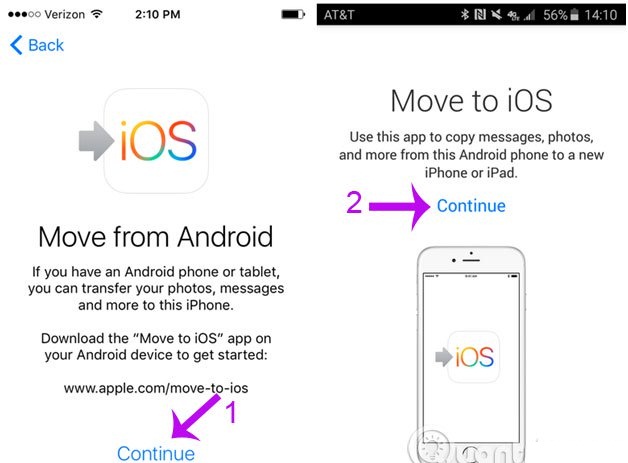 Verizon 2:10 PM
Back
iOS
Move from Android
If you have an Android phone or tablet,
you can transfer your photos, messages
and more to this iPhone.
Download the “Move to iOS” app on
your Android device to get started:
www.apple.com/move-to-ios
1
Continue
AT&T 4G LTE 56% 14:10
Move to iOS
Use this app to copy messages, photos,
and more from this Android phone to a new
iPhone or iPad.
2 Continue
iOS